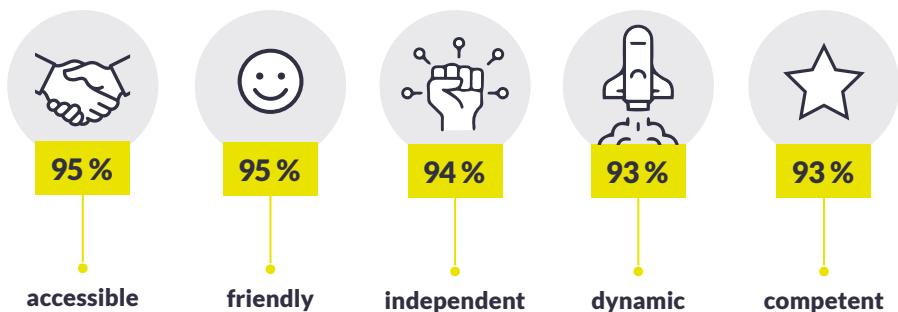 95 % 95 % 94 % 93 % 93 %
accessible friendly independent dynamic competent